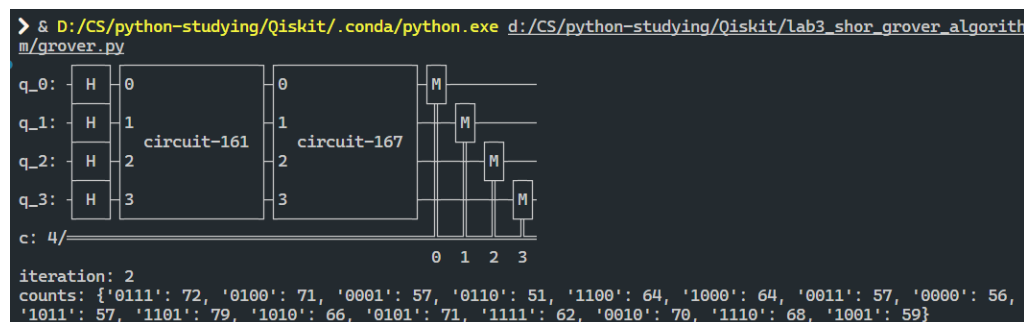 ❯ & D:/CS/python-studying/Qiskit/.conda/python.exe d:/CS/python-studying/Qiskit/lab3_shor_grover_algorith
m/grover.py
q_0: H 0 0 M
q_1: H 1 1 M
circuit-161 circuit-167
q_2: H 2 2 M
q_3: H 3 3 M
c: 4/
0 1 2 3
iteration: 2
counts: {'0111': 72, '0100': 71, '0001': 57, '0110': 51, '1100': 64, '1000': 64, '0011': 57, '0000': 56,
'1011': 57, '1101': 79, '1010': 66, '0101': 71, '1111': 62, '0010': 70, '1110': 68, '1001': 59}